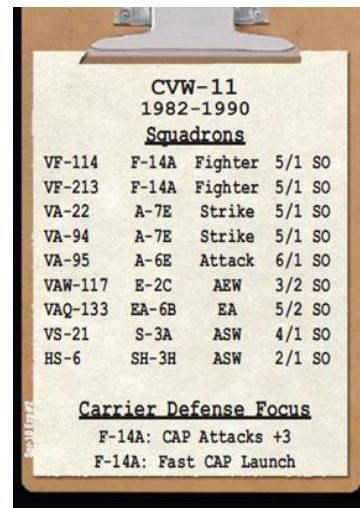 CVW-11
1982-1990
Squadrons
VF-114 F-14A Fighter 5/1 SO
VF-213 F-14A Fighter 5/1 SO
VA-22 A-7E Strike 5/1 SO
VA-94 A-7E Strike 5/1 SO
VA-95 A-6E Attack 6/1 SO
VAW-117 E-2C AEW 3/2 SO
VAQ-133 EA-6B EA 5/2 SO
VS-21 S-3A ASW 4/1 SO
HS-6 SH-3H ASW 2/1 SO
Carrier Defense Focus
F-14A: CAP Attacks +3
F-14A: Fast CAP Launch